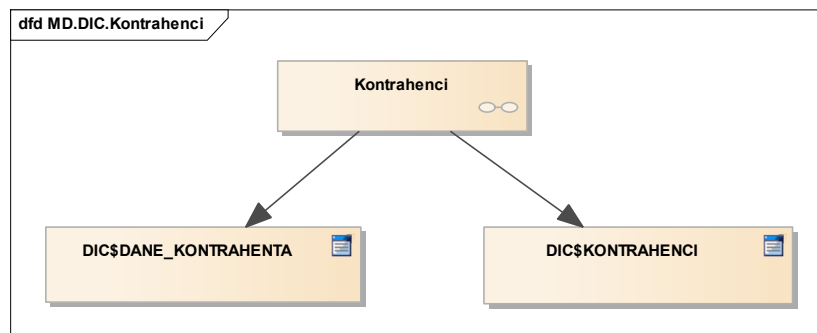 dfd MD.DIC.Kontrahenci
Kontrahenci
DIC$DANE_KONTRAHENTA
DIC$KONTRAHENCI